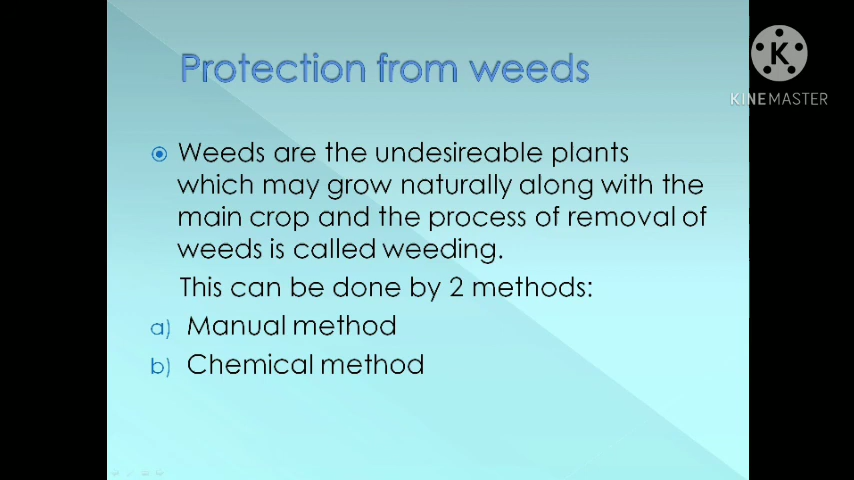 Protection from weeds
K
KINEMASTER
Weeds are the undesireable plants
which may grow naturally along with the
main crop and the process of removal of
weeds is called weeding.
This can be done by 2 methods:
a) Manual method
b) Chemical method